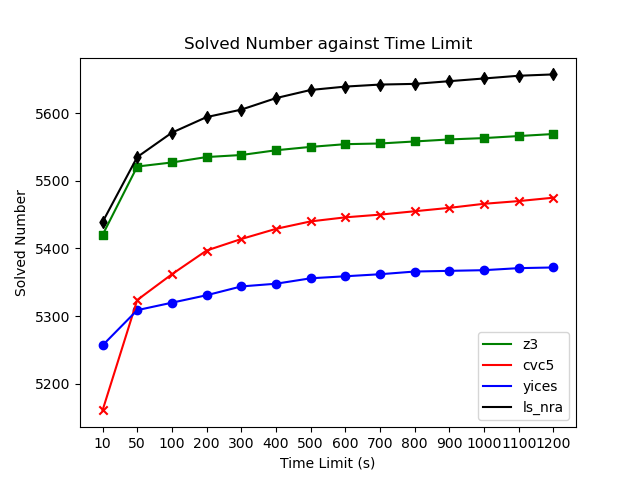 Solved Number against Time Limit
Solved Number
5600
5500
5400
5300
5200
10 50 100 200 300 400 500 600 700 800 900 1000 1100 1200
Time Limit (s)
z3
cvc5
yices
ls_nra